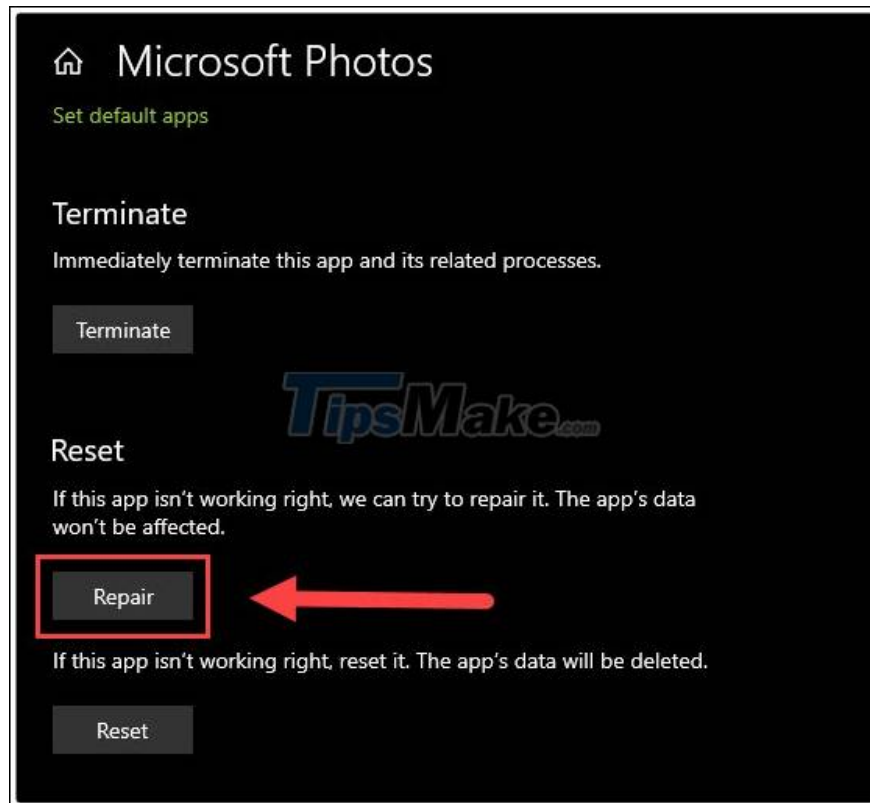 Microsoft Photos
Set default apps
Terminate
Immediately terminate this app and its related processes.
Terminate
TipsMake.com
Reset
If this app isn't working right, we can try to repair it. The app's data
won't be affected.
Repair
If this app isn't working right, reset it. The app's data will be deleted.
Reset